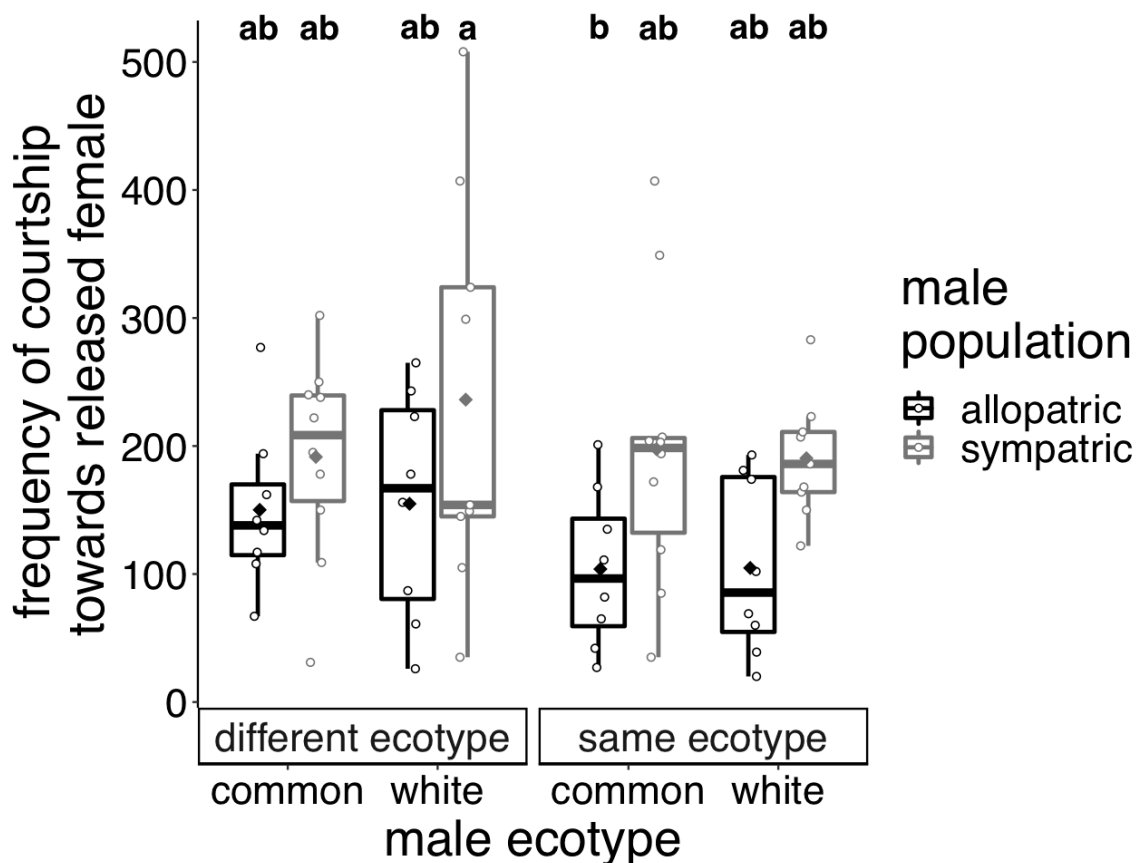 ab ab ab a b ab ab ab
500
400
300
200
100
0
frequency of courtship
towards released female
different ecotype same ecotype
common white common white
male ecotype
male
population
allopatric
sympatric